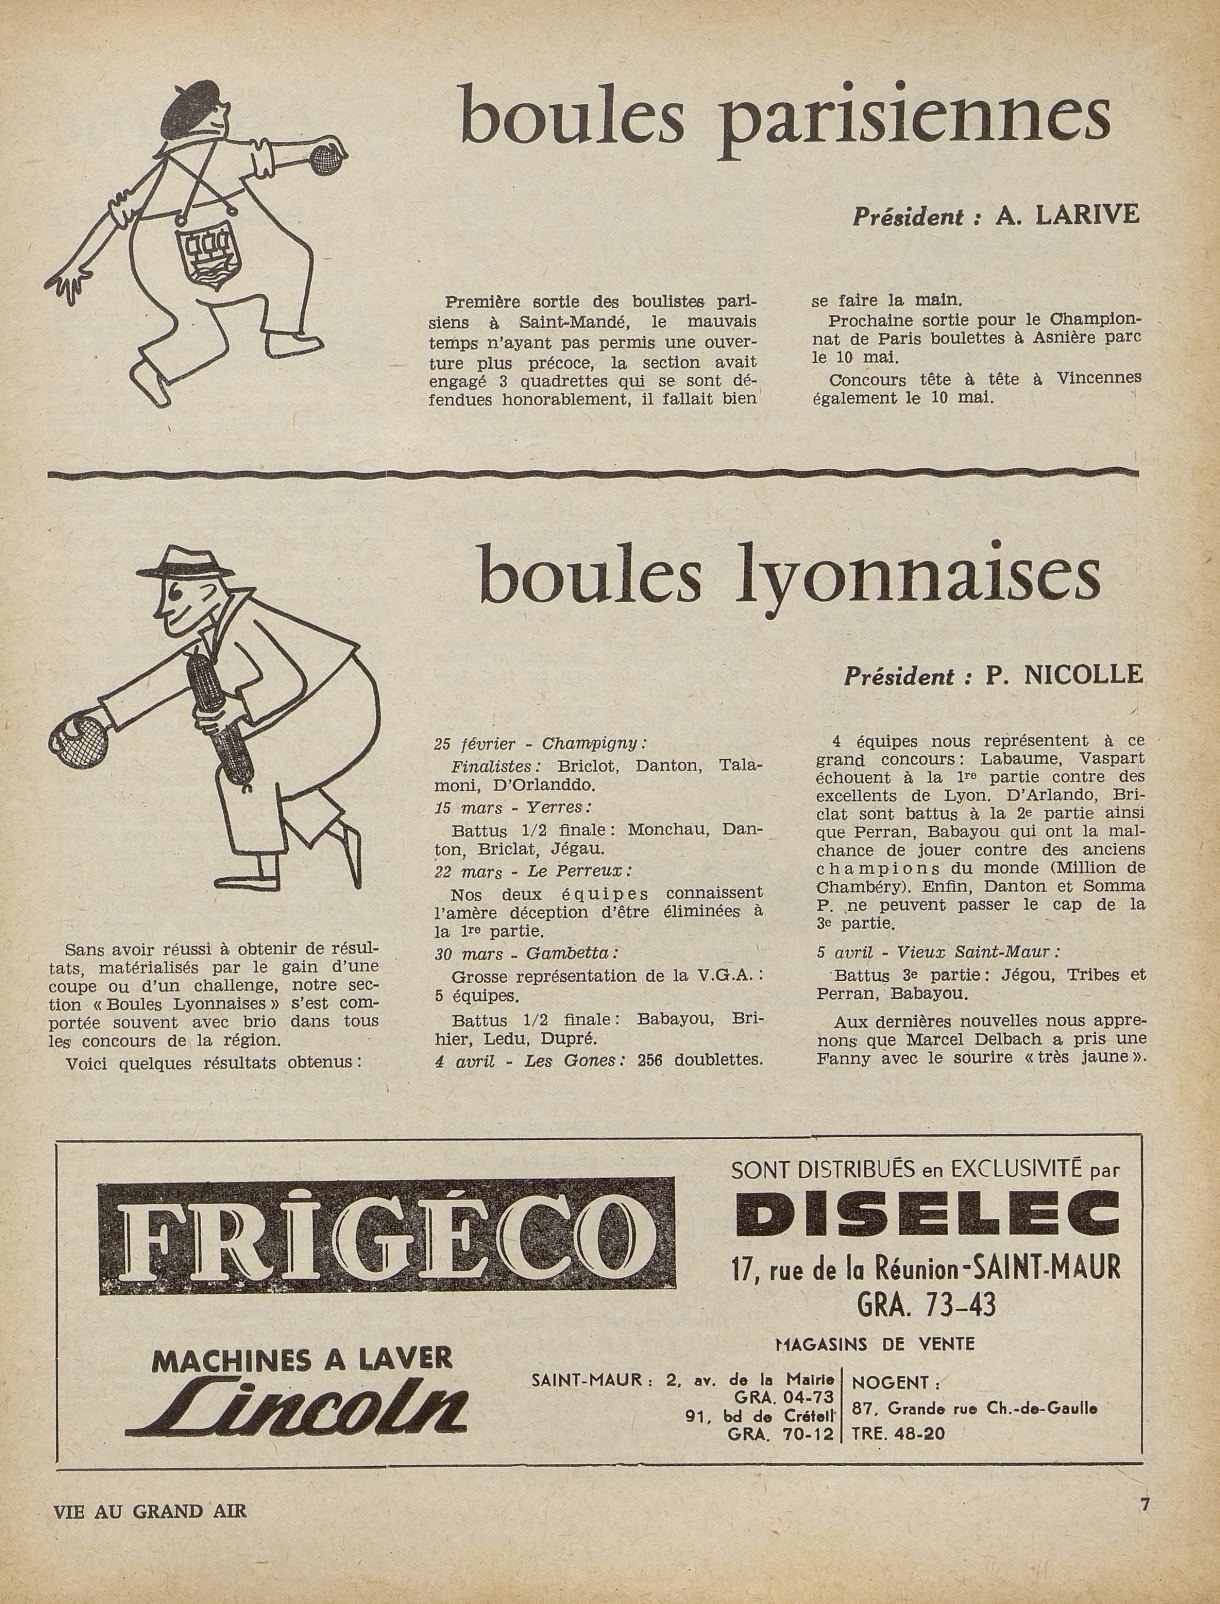 boules parisiennes
Président : A. LARIVE
Première sortie des boulistes pari-
siens à Saint-Mandé, le mauvais
temps n'ayant pas permis une ouver-
ture plus précoce, la section avait
engagé 3 quadrettes qui se sont dé-
fendues honorablement, il fallait bien
se faire la main.
Prochaine sortie pour le Champion-
nat de Paris boulettes à Asnière parc
le 10 mai.
Concours tête à tête à Vincennes
également le 10 mai.
boules lyonnaises
Président : P. NICOLLE
Sans avoir réussi à obtenir de résul-
tats, matérialisés par le gain d'une
coupe ou d'un challenge, notre sec-
tion « Boules Lyonnaises » s'est com-
portée souvent avec brio dans tous
les concours de la région.
Voici quelques résultats obtenus :
25 février - Champigny :
Finalistes : Briclot, Danton, Tala-
moni, D'Orlanddo.
15 mars - Yerres :
Battus 1/2 finale : Monchau, Dan-
ton, Briclat, Jégau.
22 mars - Le Perreux :
Nos deux équipes connaissent
l'amère déception d'être éliminées à
la 1re partie.
30 mars - Gambetta :
Grosse représentation de la V.G.A. :
5 équipes.
Battus 1/2 finale : Babayou, Bri-
hier, Ledu, Dupré.
4 avril - Les Gones : 256 doublettes.
4 équipes nous représentent à ce
grand concours : Labaume, Vaspart
échouent à la 1re partie contre des
excellents de Lyon. D'Arlando, Bri-
clat sont battus à la 2e partie ainsi
que Perran, Babayou qui ont la mal-
chance de jouer contre des anciens
champions du monde (Million de
Chambéry). Enfin, Danton et Somma
P. ne peuvent passer le cap de la
3e partie.
5 avril - Vieux Saint-Maur :
Battus 3e partie : Jégou, Tribes et
Perran, Babayou.
Aux dernières nouvelles nous appre-
nons que Marcel Delbach a pris une
Fanny avec le sourire « très jaune ».
FRIGÉCO
MACHINES A LAVER
Lincoln
SONT DISTRIBUÉS en EXCLUSIVITÉ par
DISELEC
17, rue de la Réunion-SAINT-MAUR
GRA. 73-43
MAGASINS DE VENTE
SAINT-MAUR : 2, av. de la Mairie
GRA. 04-73
91, bd de Créteil
GRA. 70-12
NOGENT :
87, Grande rue Ch.-de-Gaulle
TRE. 48-20
VIE AU GRAND AIR
7